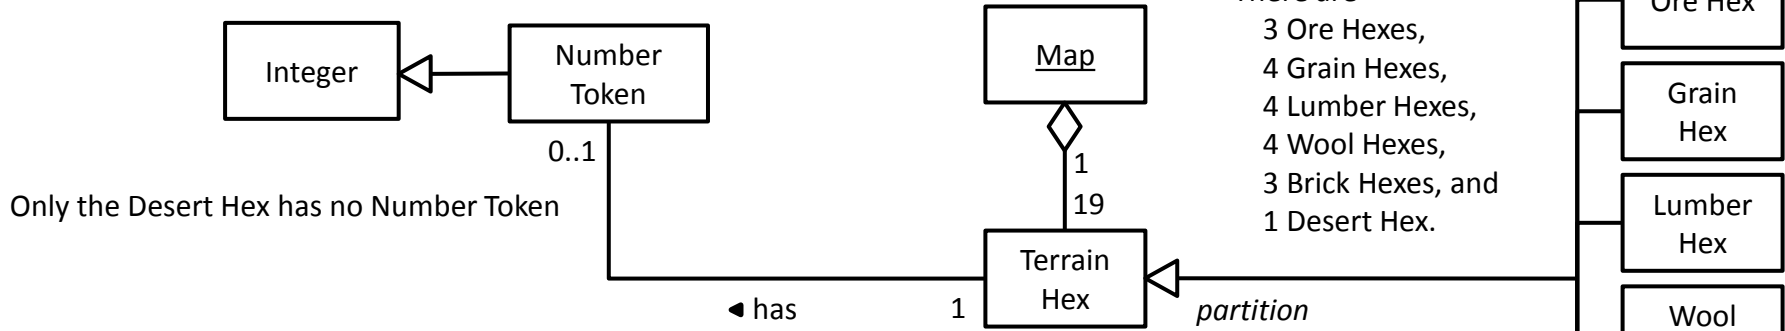 Integer
Number
Token
0..1
Only the Desert Hex has no Number Token
◄ has
1
Map
1
19
Terrain
Hex
partition
3 Ore Hexes,
4 Grain Hexes,
4 Lumber Hexes,
4 Wool Hexes,
3 Brick Hexes, and
1 Desert Hex.
Ore Hex
Grain
Hex
Lumber
Hex
Wool